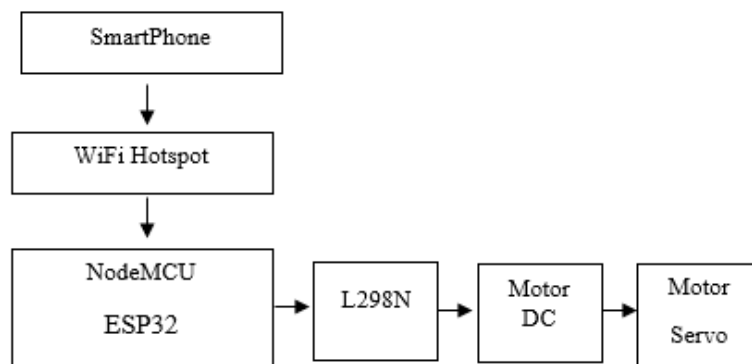 SmartPhone
WiFi Hotspot
NodeMCU
ESP32
L298N
Motor
DC
Motor
Servo